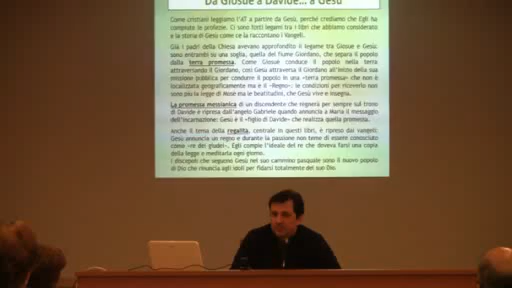 Da Giosuè a Davide... a Gesù
Come cristiani leggiamo l'AT a partire da Gesù, perché crediamo che Egli ha
compiuto le profezie. Ci sono forti legami tra i libri che abbiamo considerato
e la storia di Gesù come ce la raccontano i Vangeli.
Già i padri della Chiesa avevano approfondito il legame tra Giosuè e Gesù:
sono entrambi su una soglia, quella del fiume Giordano, che separa il popolo
dalla terra promessa. Come Giosuè conduce il popolo nella terra
attraversando il Giordano, così Gesù attraversa il Giordano all'inizio della sua
missione pubblica per condurre il popolo in una «terra promessa» che non è
localizzata geograficamente ma è il «Regno»: le condizioni per riceverlo non
sono più la legge di Mosè ma le beatitudini, che Gesù vive e insegna.
La promessa messianica di un discendente che regnerà per sempre sul trono
di Davide è ripresa dall'angelo Gabriele quando annuncia a Maria il messaggio
dell'incarnazione: Gesù è il «figlio di Davide» che realizza quella promessa.
Anche il tema della regalità, centrale in questi libri, è ripreso dai vangeli:
Gesù annuncia un regno e durante la passione non teme di essere conosciuto
come «re dei giudei», Egli compie l'ideale del re che doveva farsi una copia
della legge e meditarla ogni giorno.
I discepoli che seguono Gesù nel suo cammino pasquale sono il nuovo popolo
di Dio che rinuncia agli idoli per fidarsi totalmente del suo Dio.